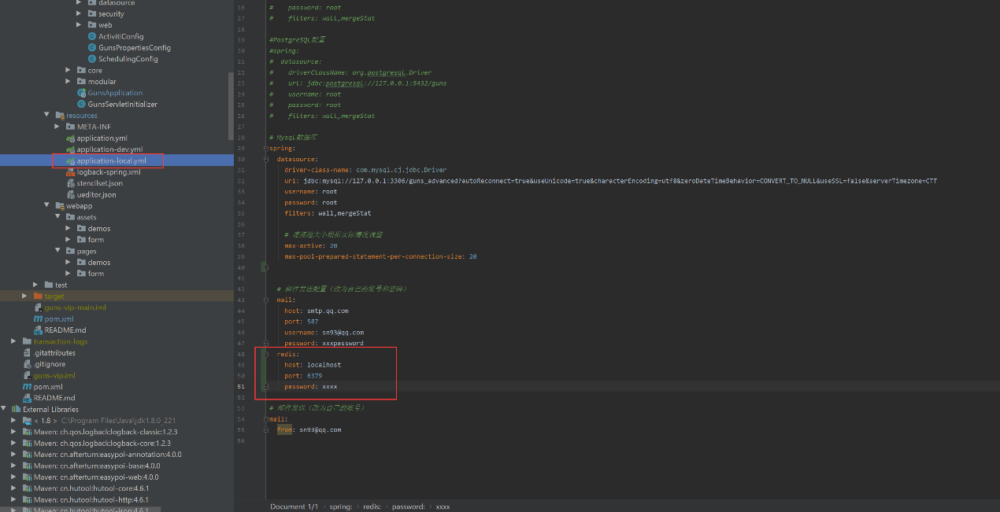 datasource
security
web
ActivitiConfig
GunsPropertiesConfig
SchedulingConfig
core
modular
GunsApplication
GunsServletInitializer
resources
META-INF
application.yml
application-dev.yml
application-local.yml
logback-spring.xml
stencilset.json
ueditor.json
webapp
assets
demos
form
pages
demos
form
test
target
guns-vip-main.iml
pom.xml
README.md
transaction-logs
.gitattributes
.gitignore
guns-vip.iml
pom.xml
README.md
External Libraries
< 1.8 > C:\Program Files\Java\jdk1.8.0_221
Maven: ch.qos.logback:logback-classic:1.2.3
Maven: ch.qos.logback:logback-core:1.2.3
Maven: cn.afterturn:easypoi-annotation:4.0.0
Maven: cn.afterturn:easypoi-base:4.0.0
Maven: cn.afterturn:easypoi-web:4.0.0
Maven: cn.hutool:hutool-core:4.6.1
Maven: cn.hutool:hutool-http:4.6.1
Maven: cn.hutool:hutool-json:4.6.1
16 # password: root
17 # filters: wall,mergeStat
18
19 #PostgreSQL配置
20 #spring:
21 # datasource:
22 # driverClassName: org.postgresql.Driver
23 # url: jdbc:postgresql://127.0.0.1:5432/guns
24 # username: root
25 # password: root
26 # filters: wall,mergeStat
27
28 # Mysql数据库
29 spring:
30 datasource:
31 driver-class-name: com.mysql.cj.jdbc.Driver
32 url: jdbc:mysql://127.0.0.1:3306/guns_advanced?autoReconnect=true&useUnicode=true&characterEncoding=utf8&zeroDateTimeBehavior=CONVERT_TO_NULL&useSSL=false&serverTimezone=CTT
33 username: root
34 password: root
35 filters: wall,mergeStat
36
37 # 连接池大小根据实际情况调整
38 max-active: 20
39 max-pool-prepared-statement-per-connection-size: 20
40
41
42 # 邮件发送配置（改为自己的账号和密码）
43 mail:
44 host: smtp.qq.com
45 port: 587
46 username: sn93@qq.com
47 password: xxxpassword
48 redis:
49 host: localhost
50 port: 6379
51 password: xxxx
52
53 # 邮件发送（改为自己的账号）
54 mail:
55 from: sn93@qq.com
56
Document 1/1 spring: redis: password: xxxx